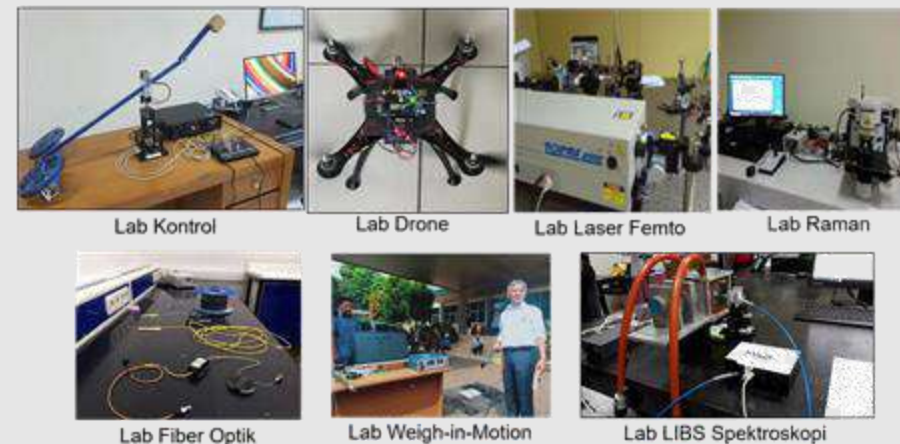 Lab Kontrol
Lab Drone
Lab Laser Femto
Lab Raman
Lab Fiber Optik
Lab Weigh-in-Motion
Lab LIBS Spektroskopi